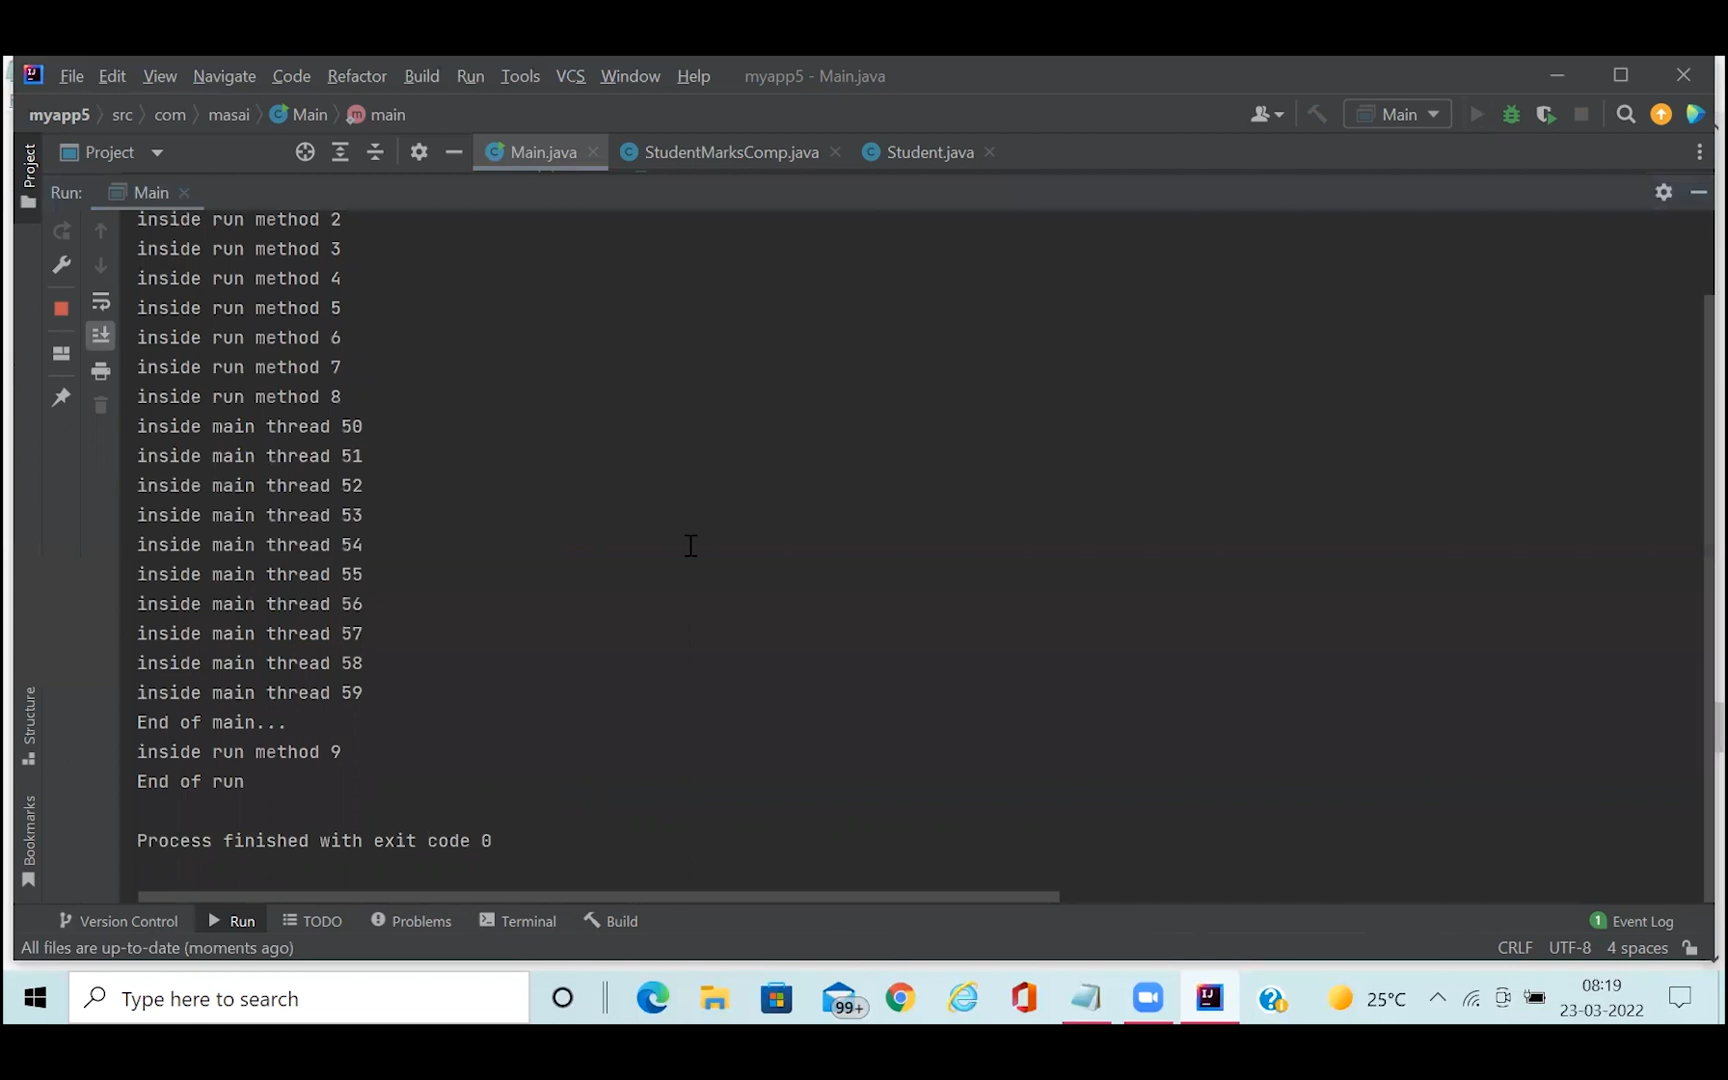 File Edit View Navigate Code Refactor Build Run Tools VCS Window Help myapp5 - Main.java
myapp5 src com masai Main main Main
Project Main.java StudentMarksComp.java Student.java
Project
Run: Main
inside run method 2
inside run method 3
inside run method 4
inside run method 5
inside run method 6
inside run method 7
inside run method 8
inside main thread 50
inside main thread 51
inside main thread 52
inside main thread 53
inside main thread 54
inside main thread 55
inside main thread 56
inside main thread 57
inside main thread 58
inside main thread 59
End of main...
inside run method 9
End of run
Process finished with exit code 0
Structure
Bookmarks
Version Control Run TODO Problems Terminal Build 1 Event Log
All files are up-to-date (moments ago) CRLF UTF-8 4 spaces
Type here to search 99+ 25°C 08:19
23-03-2022